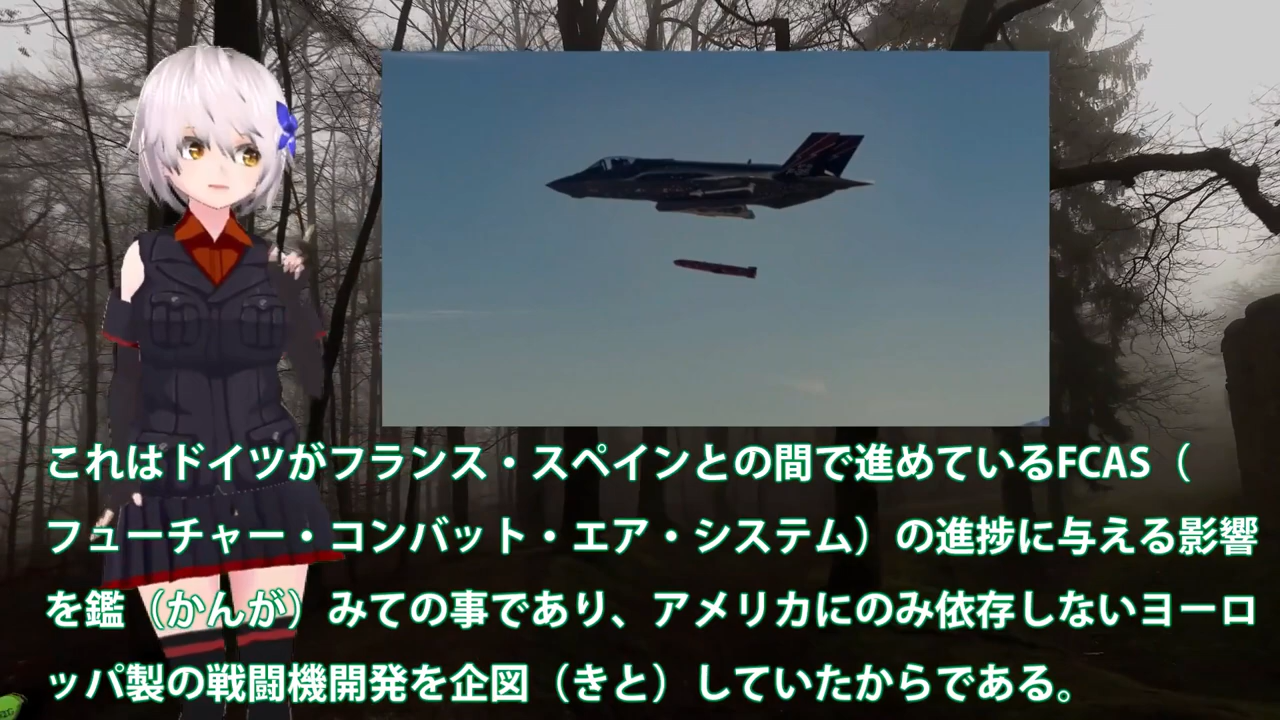 これはドイツがフランス・スペインとの間で進めているFCAS（
フューチャー・コンバット・エア・システム）の進捗に与える影響
を鑑（かんが）みての事であり、アメリカにのみ依存しないヨーロ
ッパ製の戦闘機開発を企図（きと）していたからである。